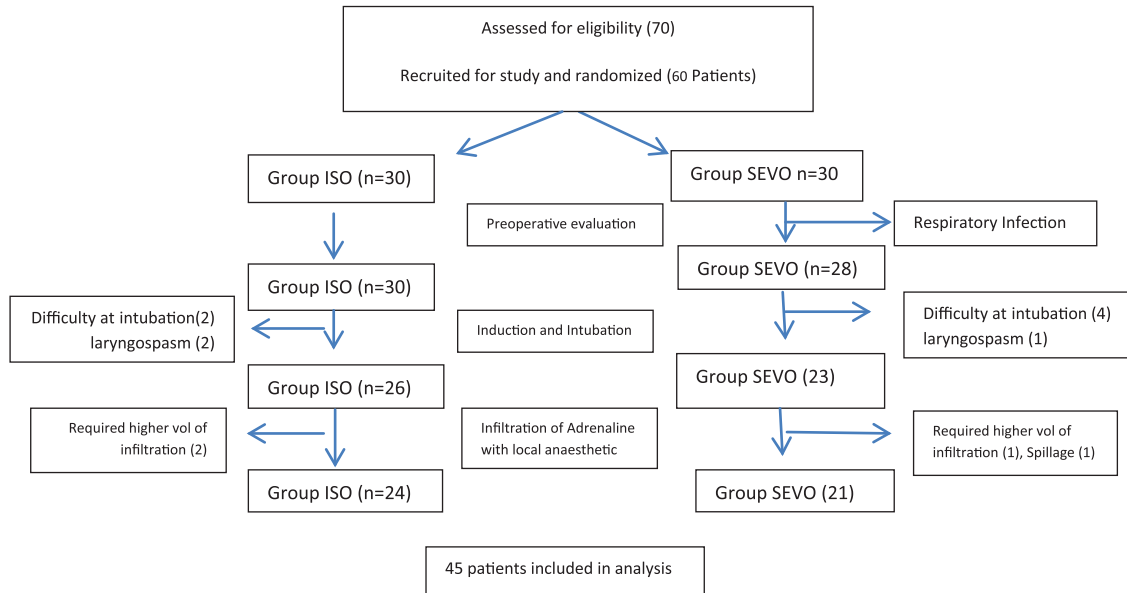 Assessed for eligibility (70)
Recruited for study and randomized (60 Patients)
Group ISO (n=30)
Group SEVO n=30
Preoperative evaluation
Respiratory Infection
Group ISO (n=30)
Group SEVO (n=28)
Difficulty at intubation(2)
laryngospasm (2)
Induction and Intubation
Difficulty at intubation (4)
laryngospasm (1)
Group ISO (n=26)
Group SEVO (23)
Required higher vol of
infiltration (2)
Infiltration of Adrenaline
with local anaesthetic
Required higher vol of
infiltration (1), Spillage (1)
Group ISO (n=24)
Group SEVO (21)
45 patients included in analysis